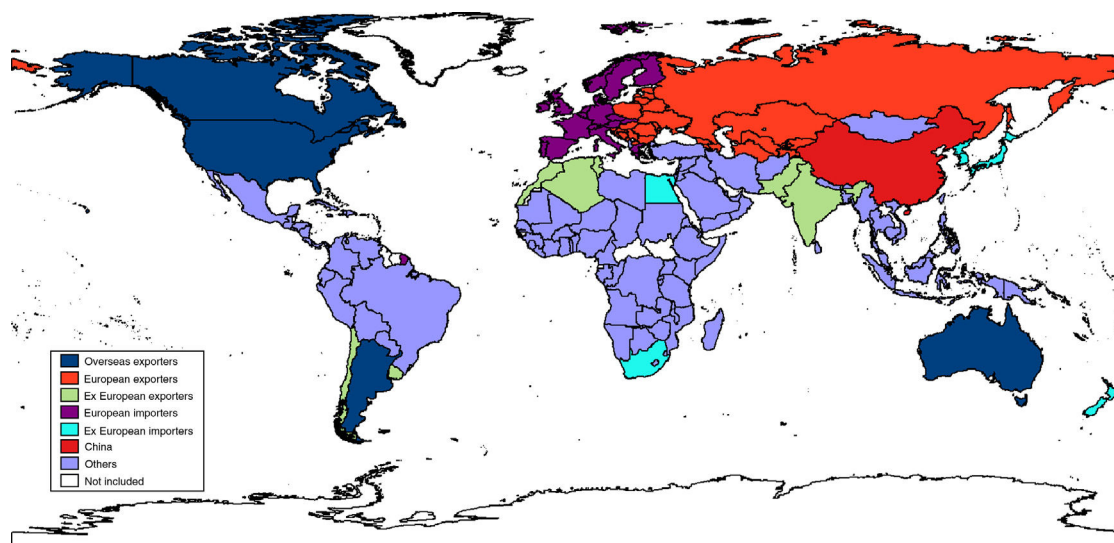 Overseas exporters
European exporters
Ex European exporters
European importers
Ex European importers
China
Others
Not included